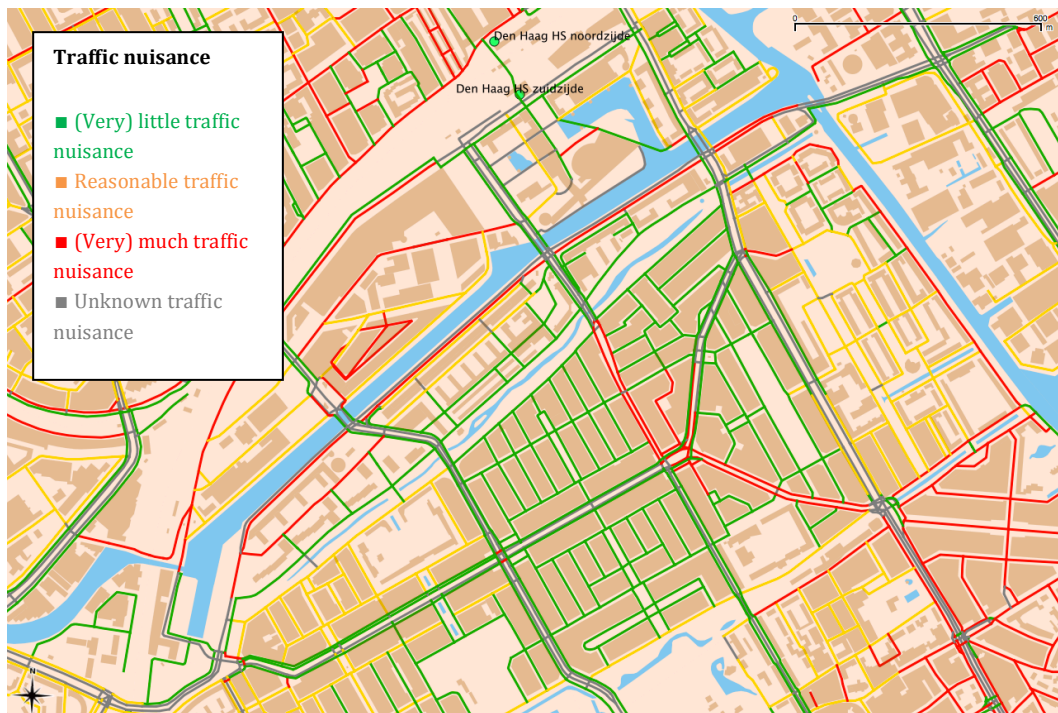 Traffic nuisance
■ (Very) little traffic
nuisance
■ Reasonable traffic
nuisance
■ (Very) much traffic
nuisance
■ Unknown traffic
nuisance
Den Haag HS noordzijde
Den Haag HS zuidzijde
0
600
m
N